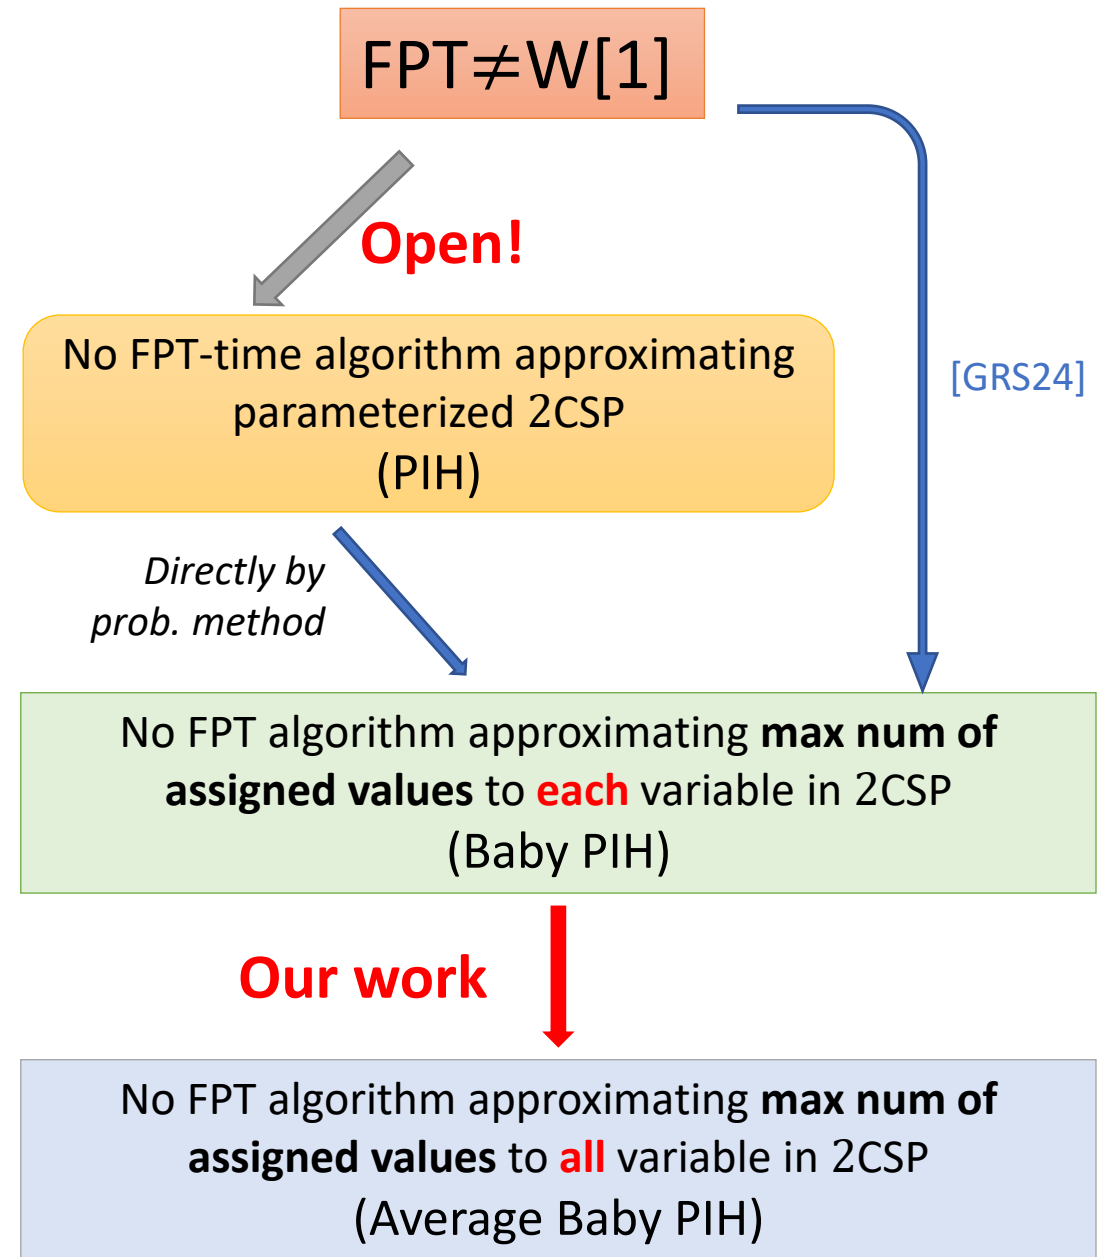 FPT≠W[1]
Open!
[GRS24]
No FPT-time algorithm approximating
parameterized 2CSP
(PIH)
Directly by
prob. method
No FPT algorithm approximating max num of
assigned values to each variable in 2CSP
(Baby PIH)
Our work
No FPT algorithm approximating max num of
assigned values to all variable in 2CSP
(Average Baby PIH)